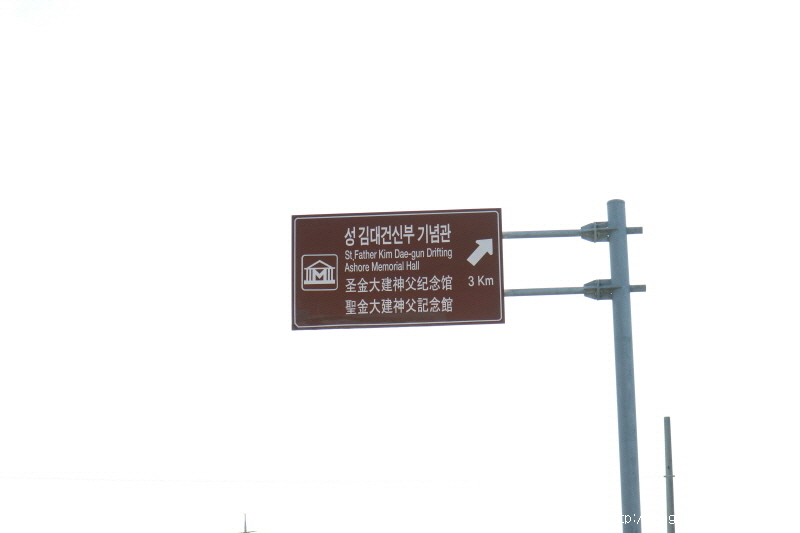 성 김대건신부 기념관
St,Father Kim Dae-gun Drifting
Ashore Memorial Hall
圣金大建神父纪念馆
聖金大建神父記念館
3 Km
M